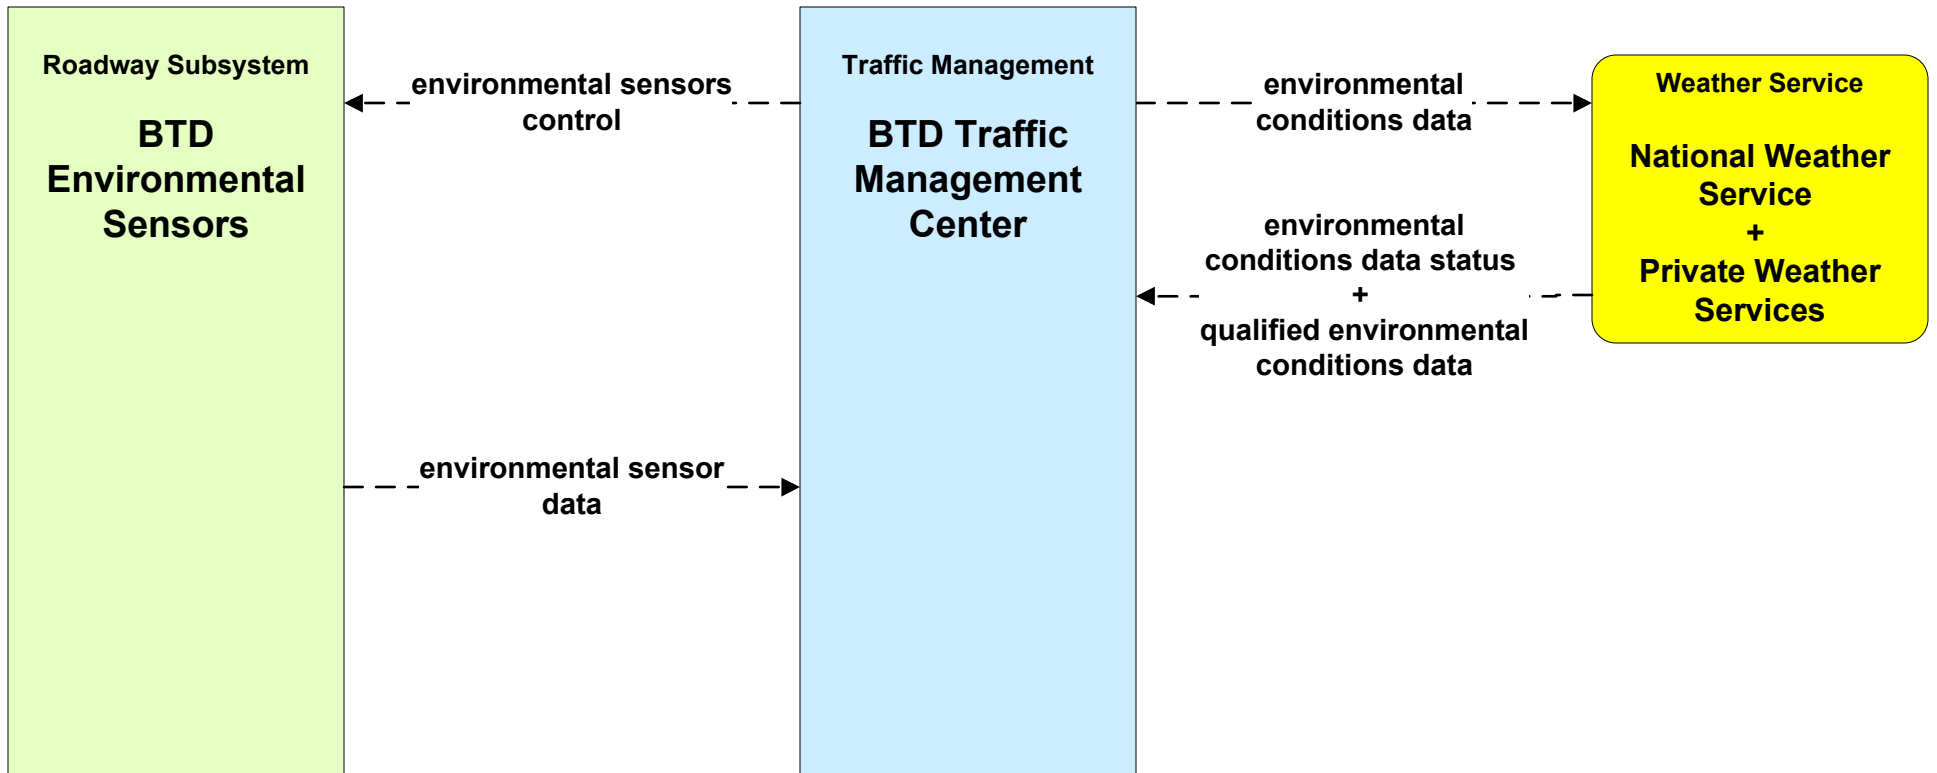 Roadway Subsystem
BTD
Environmental
Sensors
environmental sensors
control
environmental sensor
data
Traffic Management
BTD Traffic
Management
Center
environmental
conditions data
environmental
conditions data status
+
qualified environmental
conditions data
Weather Service
National Weather
Service
+
Private Weather
Services